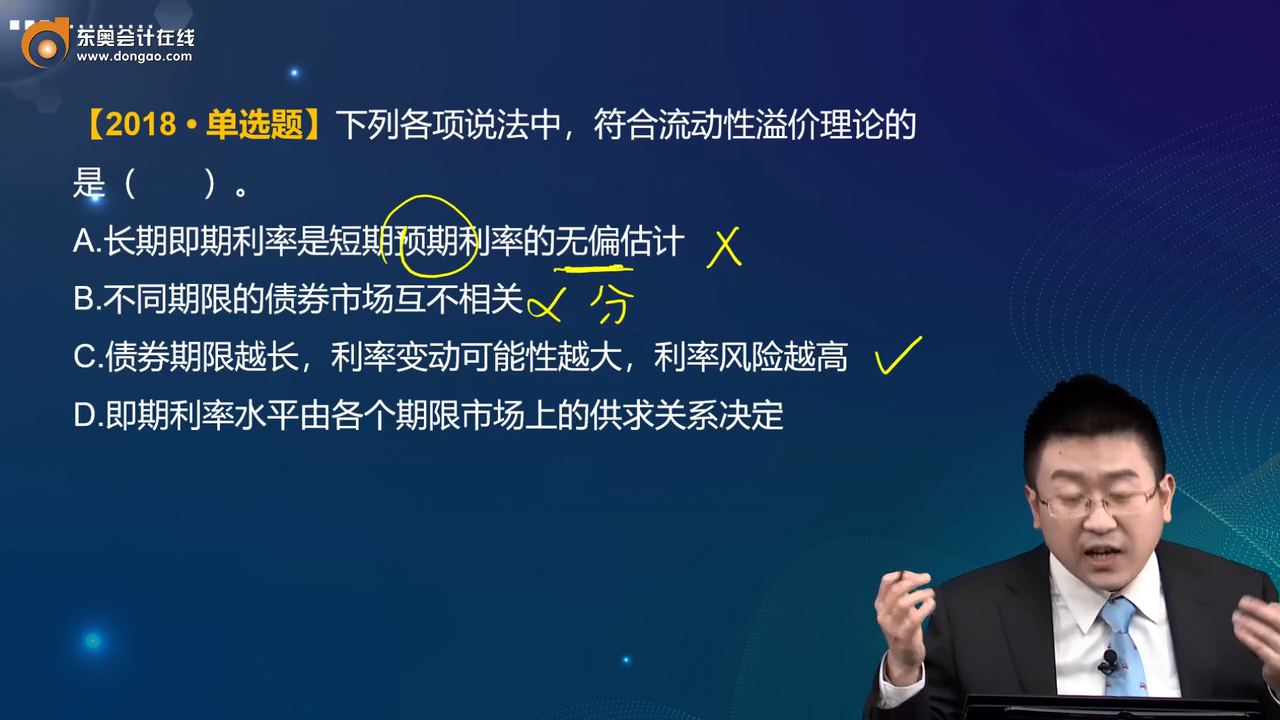 东奥会计在线
www.dongao.com
【2018 • 单选题】下列各项说法中，符合流动性溢价理论的
是（　　）。
A.长期即期利率是短期预期利率的无偏估计
B.不同期限的债券市场互不相关 分
C.债券期限越长，利率变动可能性越大，利率风险越高
D.即期利率水平由各个期限市场上的供求关系决定